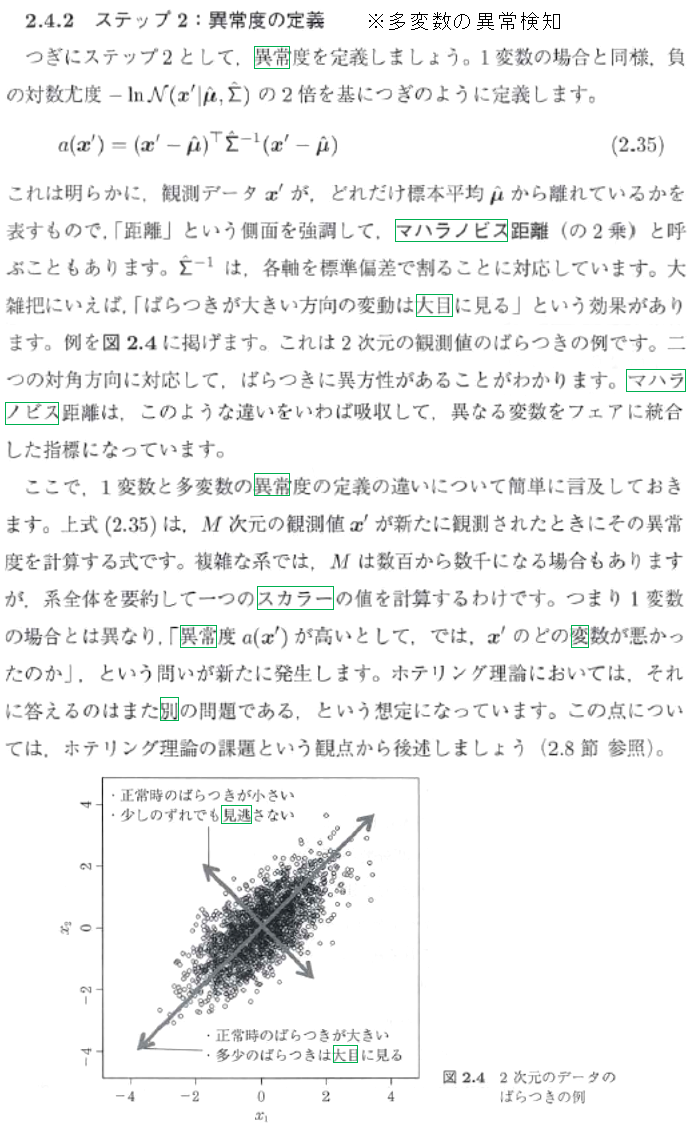 2.4.2 ステップ2:異常度の定義 ※多変数の異常検知
つぎにステップ2として，異常度を定義しましょう。1変数の場合と同様，負
の対数尤度 −ln N(x′|μ̂, Σ̂) の2倍を基につぎのように定義します。
a(x′) = (x′ − μ̂)⊤Σ̂⁻¹(x′ − μ̂) (2.35)
これは明らかに，観測データ x′ が，どれだけ標本平均 μ̂ から離れているかを
表すもので，「距離」という側面を強調して，マハラノビス距離（の2乗）と呼
ぶこともあります。Σ̂⁻¹ は，各軸を標準偏差で割ることに対応しています。大
雑把にいえば，「ばらつきが大きい方向の変動は大目に見る」という効果があり
ます。例を図2.4に掲げます。これは2次元の観測値のばらつきの例です。二
つの対角方向に対応して，ばらつきに異方性があることがわかります。マハラ
ノビス距離は，このような違いをいわば吸収して，異なる変数をフェアに統合
した指標になっています。
ここで，1変数と多変数の異常度の定義の違いについて簡単に言及しておき
ます。上式(2.35)は，M次元の観測値 x′ が新たに観測されたときにその異常
度を計算する式です。複雑な系では，M は数百から数千になる場合もあります
が，系全体を要約して一つのスカラーの値を計算するわけです。つまり1変数
の場合とは異なり，「異常度 a(x′) が高いとして，では，x′ のどの変数が悪かっ
たのか」，という問いが新たに発生します。ホテリング理論においては，それ
に答えるのはまた別の問題である，という想定になっています。この点につい
ては，ホテリング理論の課題という観点から後述しましょう（2.8節 参照）。
・正常時のばらつきが小さい
・少しのずれでも見逃さない
4
2
0
−2
−4
x₂
・正常時のばらつきが大きい
・多少のばらつきは大目に見る
−4 −2 0 2 4
x₁
図2.4 2次元のデータの
ばらつきの例